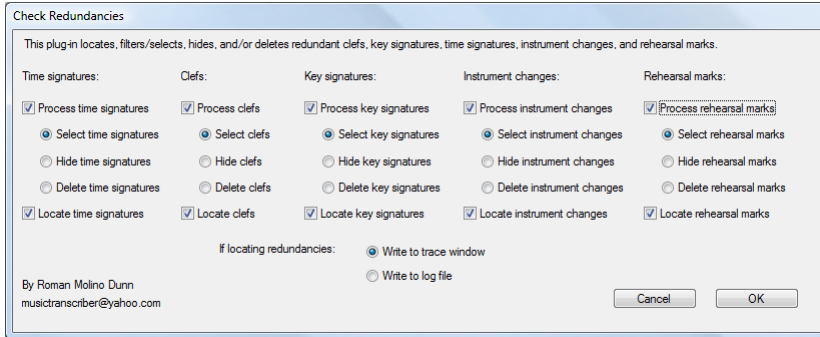 Check Redundancies
This plug-in locates, filters/selects, hides, and/or deletes redundant clefs, key signatures, time signatures, instrument changes, and rehearsal marks.
Time signatures: Clefs: Key signatures: Instrument changes: Rehearsal marks:
Process time signatures Process clefs Process key signatures Process instrument changes Process rehearsal marks
Select time signatures Select clefs Select key signatures Select instrument changes Select rehearsal marks
Hide time signatures Hide clefs Hide key signatures Hide instrument changes Hide rehearsal marks
Delete time signatures Delete clefs Delete key signatures Delete instrument changes Delete rehearsal marks
Locate time signatures Locate clefs Locate key signatures Locate instrument changes Locate rehearsal marks
If locating redundancies: Write to trace window
Write to log file
By Roman Molino Dunn
musictranscriber@yahoo.com
Cancel OK